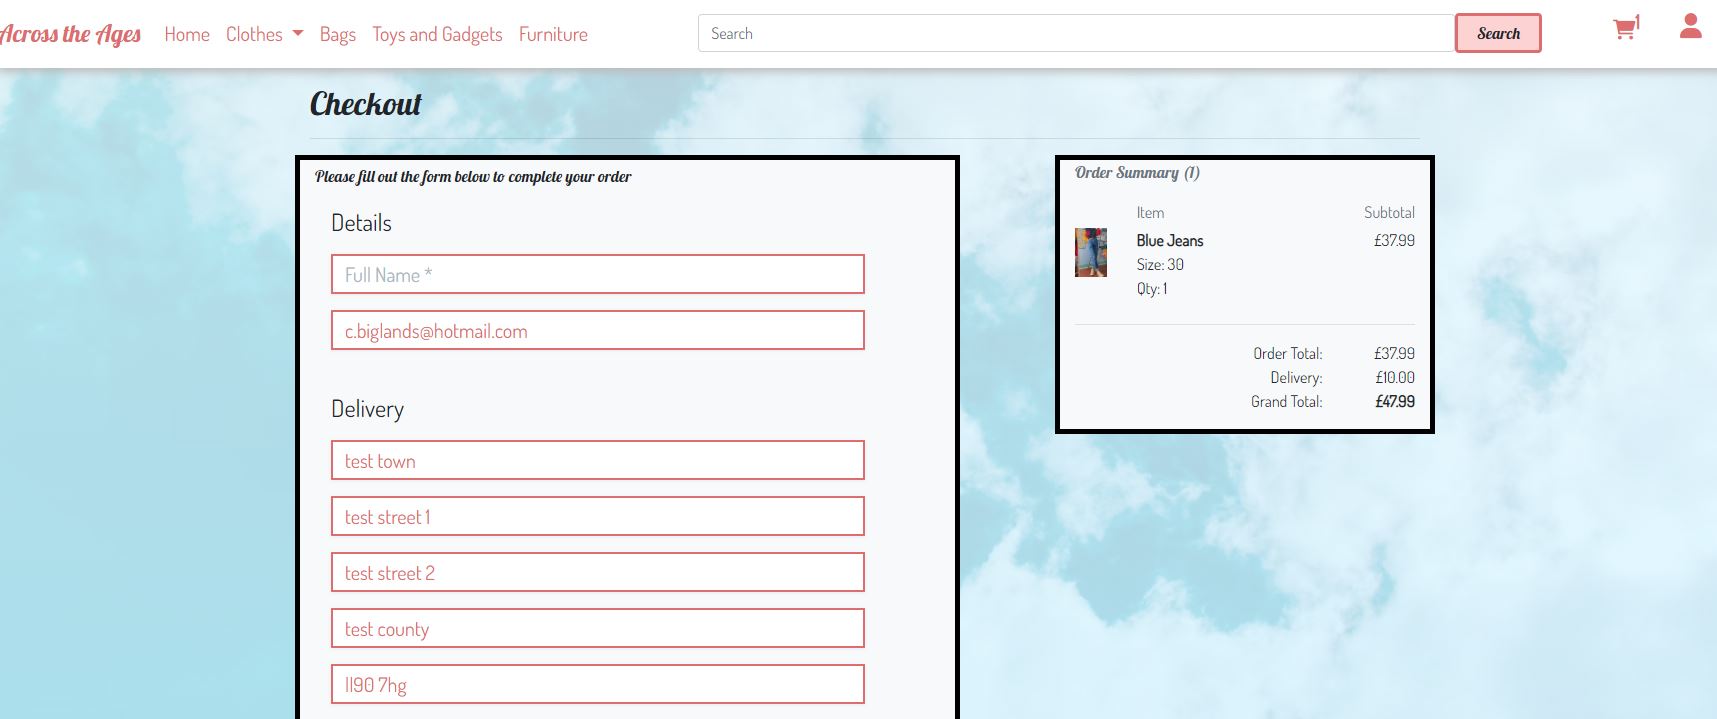 Across the Ages Home Clothes Bags Toys and Gadgets Furniture Search Search 1
Checkout
Please fill out the form below to complete your order
Details
Full Name *
c.biglands@hotmail.com
Delivery
test town
test street 1
test street 2
test county
ll90 7hg
Order Summary (1)
Item Subtotal
Blue Jeans £37.99
Size: 30
Qty: 1
Order Total: £37.99
Delivery: £10.00
Grand Total: £47.99